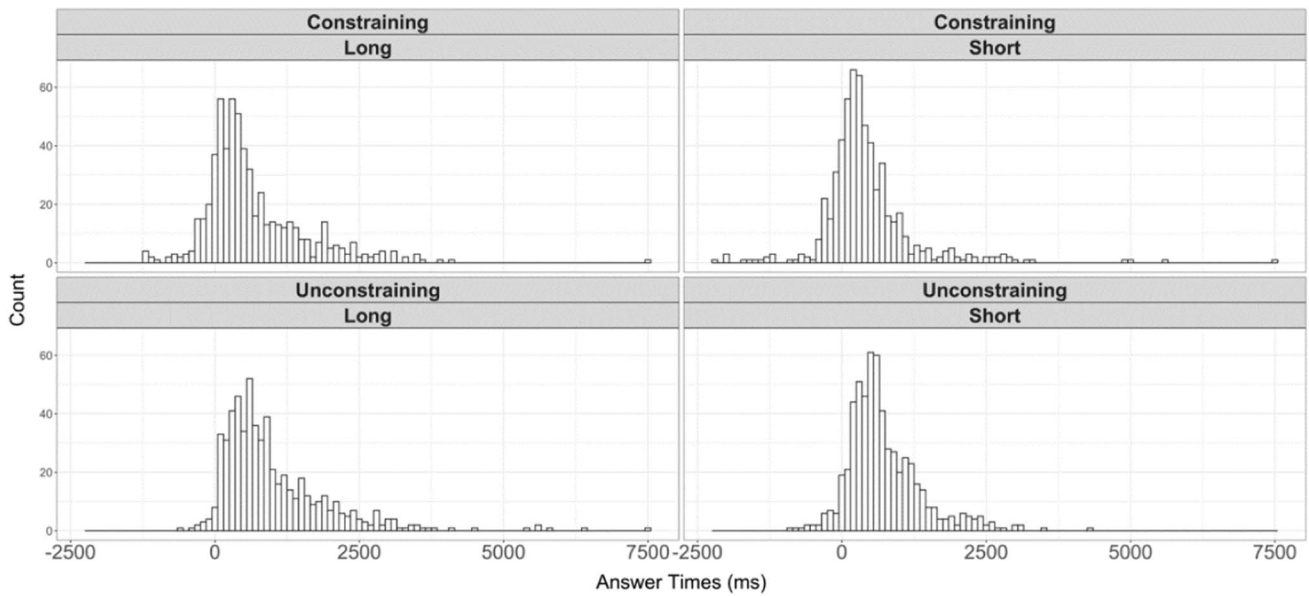 Constraining
Long
Constraining
Short
60
40
20
0
Unconstraining
Long
Unconstraining
Short
60
40
20
0
-2500 0 2500 5000 7500 -2500 0 2500 5000 7500
Count
Answer Times (ms)